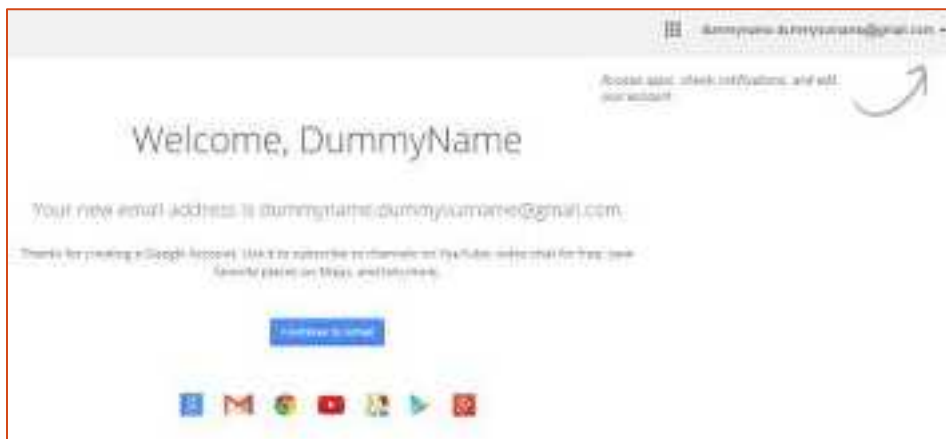 dummyname.dummysurname@gmail.com
Access apps, check notifications, and edit
your account
Welcome, DummyName
Your new email address is dummyname.dummysurname@gmail.com
Thanks for creating a Google Account. Use it to subscribe to channels on YouTube, video chat for free, save
favorite places on Maps, and lots more.
Continue to Gmail